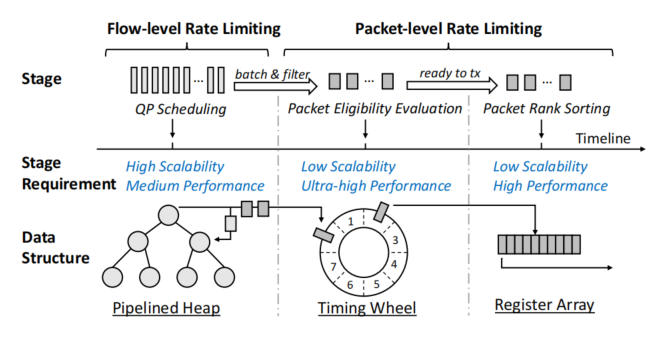 Flow-level Rate Limiting
Packet-level Rate Limiting
Stage
...
batch & filter
...
ready to tx
...
QP Scheduling
Packet Eligibility Evaluation
Packet Rank Sorting
Timeline
Stage
Requirement
High Scalability
Medium Performance
Low Scalability
Ultra-high Performance
Low Scalability
High Performance
Data
Structure
1
3
4
5
6
7
Pipelined Heap
Timing Wheel
Register Array